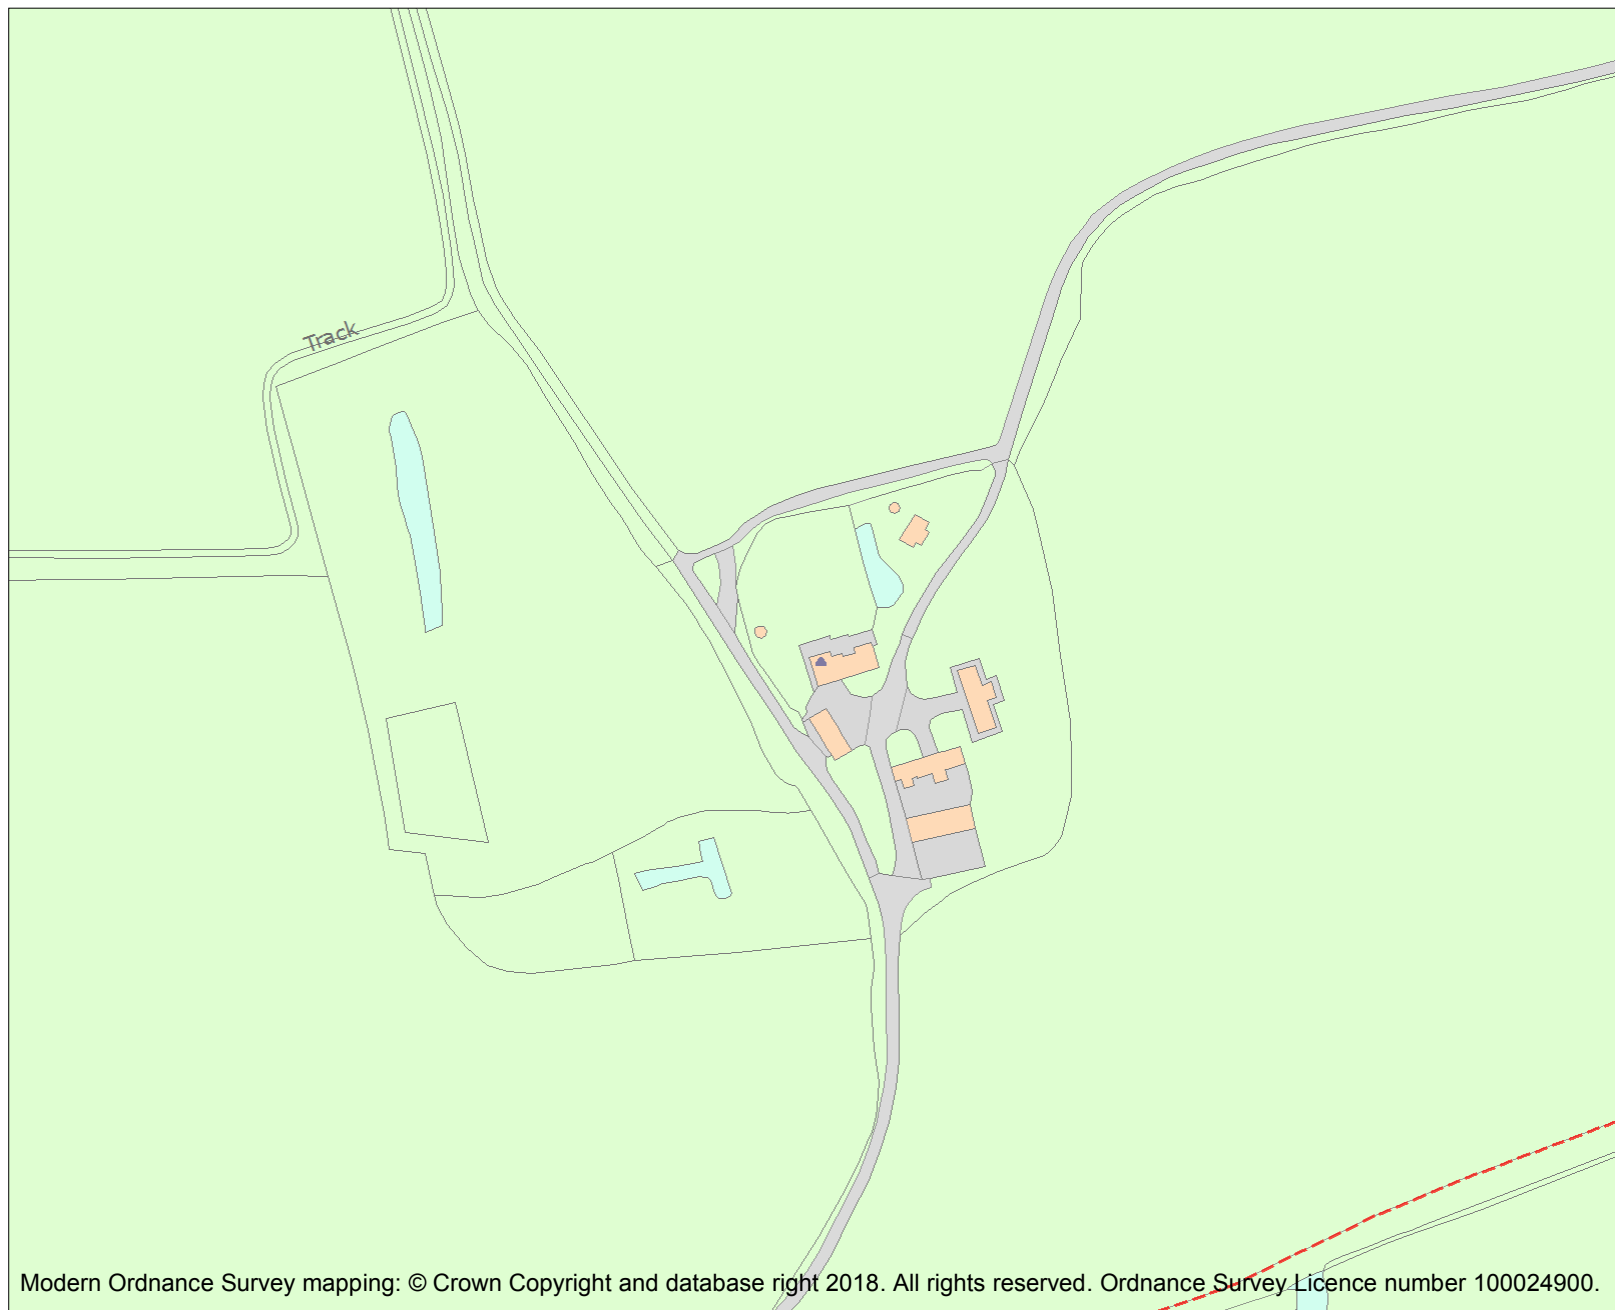 Track
Modern Ordnance Survey mapping: © Crown Copyright and database right 2018. All rights reserved. Ordnance Survey Licence number 100024900.